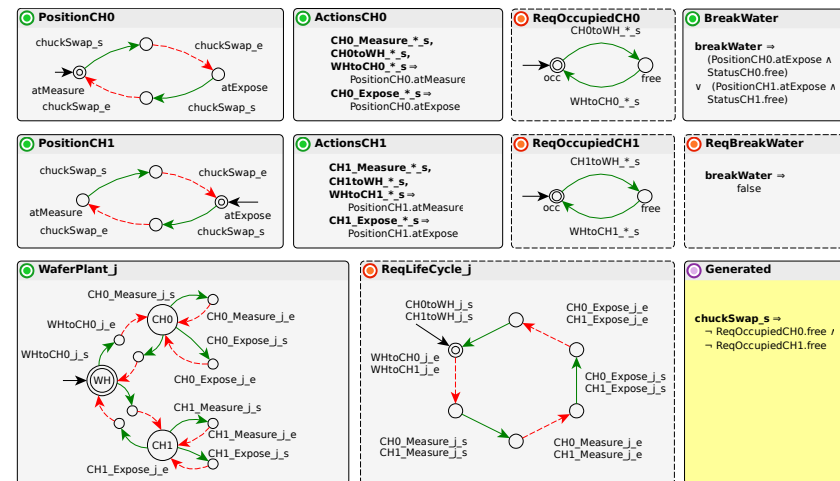 PositionCH0
chuckSwap_s
chuckSwap_e
atMeasure
atExpose
chuckSwap_e
chuckSwap_s
ActionsCH0
CH0_Measure_*_s,
CH0toWH_*_s,
WHtoCH0_*_s ⇒
PositionCH0.atMeasure
CH0_Expose_*_s ⇒
PositionCH0.atExpose
ReqOccupiedCH0
CH0toWH_*_s
occ
free
WHtoCH0_*_s
BreakWater
breakWater ⇒
(PositionCH0.atExpose ∧
StatusCH0.free)
∨ (PositionCH1.atExpose ∧
StatusCH1.free)
PositionCH1
chuckSwap_s
chuckSwap_e
atMeasure
atExpose
chuckSwap_e
chuckSwap_s
ActionsCH1
CH1_Measure_*_s,
CH1toWH_*_s,
WHtoCH1_*_s ⇒
PositionCH1.atMeasure
CH1_Expose_*_s ⇒
PositionCH1.atExpose
ReqOccupiedCH1
CH1toWH_*_s
occ
free
WHtoCH1_*_s
ReqBreakWater
breakWater ⇒
false
WaferPlant_j
CH0_Measure_j_s
WHtoCH0_j_e
CH0
CH0_Measure_j_e
CH0_Expose_j_s
WHtoCH0_j_s
CH0_Expose_j_e
WH
CH1_Measure_j_s
CH1_Measure_j_e
CH1
CH1_Expose_j_s
CH1_Expose_j_e
ReqLifeCycle_j
CH0toWH_j_s
CH1toWH_j_s
CH0_Expose_j_e
CH1_Expose_j_e
WHtoCH0_j_e
WHtoCH1_j_e
CH0_Expose_j_s
CH1_Expose_j_s
CH0_Measure_j_s
CH1_Measure_j_s
CH0_Measure_j_e
CH1_Measure_j_e
Generated
chuckSwap_s ⇒
¬ ReqOccupiedCH0.free ∧
¬ ReqOccupiedCH1.free